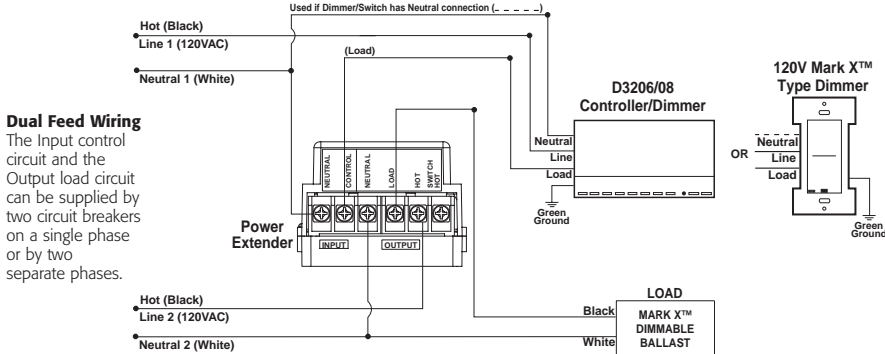 Used if Dimmer/Switch has Neutral connection (_ _ _ _ _)
Hot (Black)
Line 1 (120VAC)
Neutral 1 (White)
(Load)
Dual Feed Wiring
The Input control
circuit and the
Output load circuit
can be supplied by
two circuit breakers
on a single phase
or by two
separate phases.
Power
Extender
NEUTRAL
CONTROL
NEUTRAL
LOAD
HOT
SWITCH
HOT
INPUT
OUTPUT
D3206/08
Controller/Dimmer
Neutral
Line
Load
Green
Ground
OR
120V Mark X™
Type Dimmer
Neutral
Line
Load
Green
Ground
Hot (Black)
Line 2 (120VAC)
Neutral 2 (White)
LOAD
Black
White
MARK X™
DIMMABLE
BALLAST